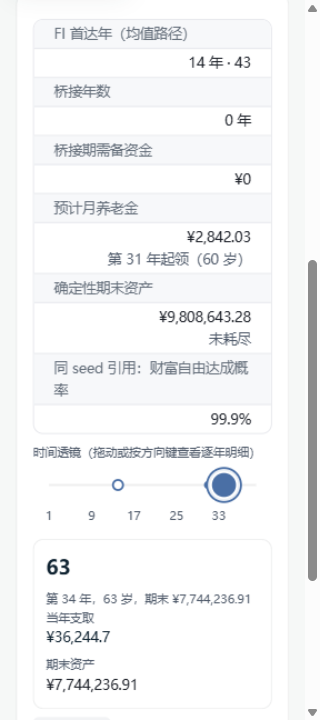 FI 首达年（均值路径）
14 年 · 43
桥接年数
0 年
桥接期需备资金
¥0
预计月养老金
¥2,842.03
第 31 年起领（60 岁）
确定性期末资产
¥9,808,643.28
未耗尽
同 seed 引用：财富自由达成概
率
99.9%
时间透镜（拖动或按方向键查看逐年明细）
1 9 17 25 33
63
第 34 年，63 岁，期末 ¥7,744,236.91
当年支取
¥36,244.7
期末资产
¥7,744,236.91